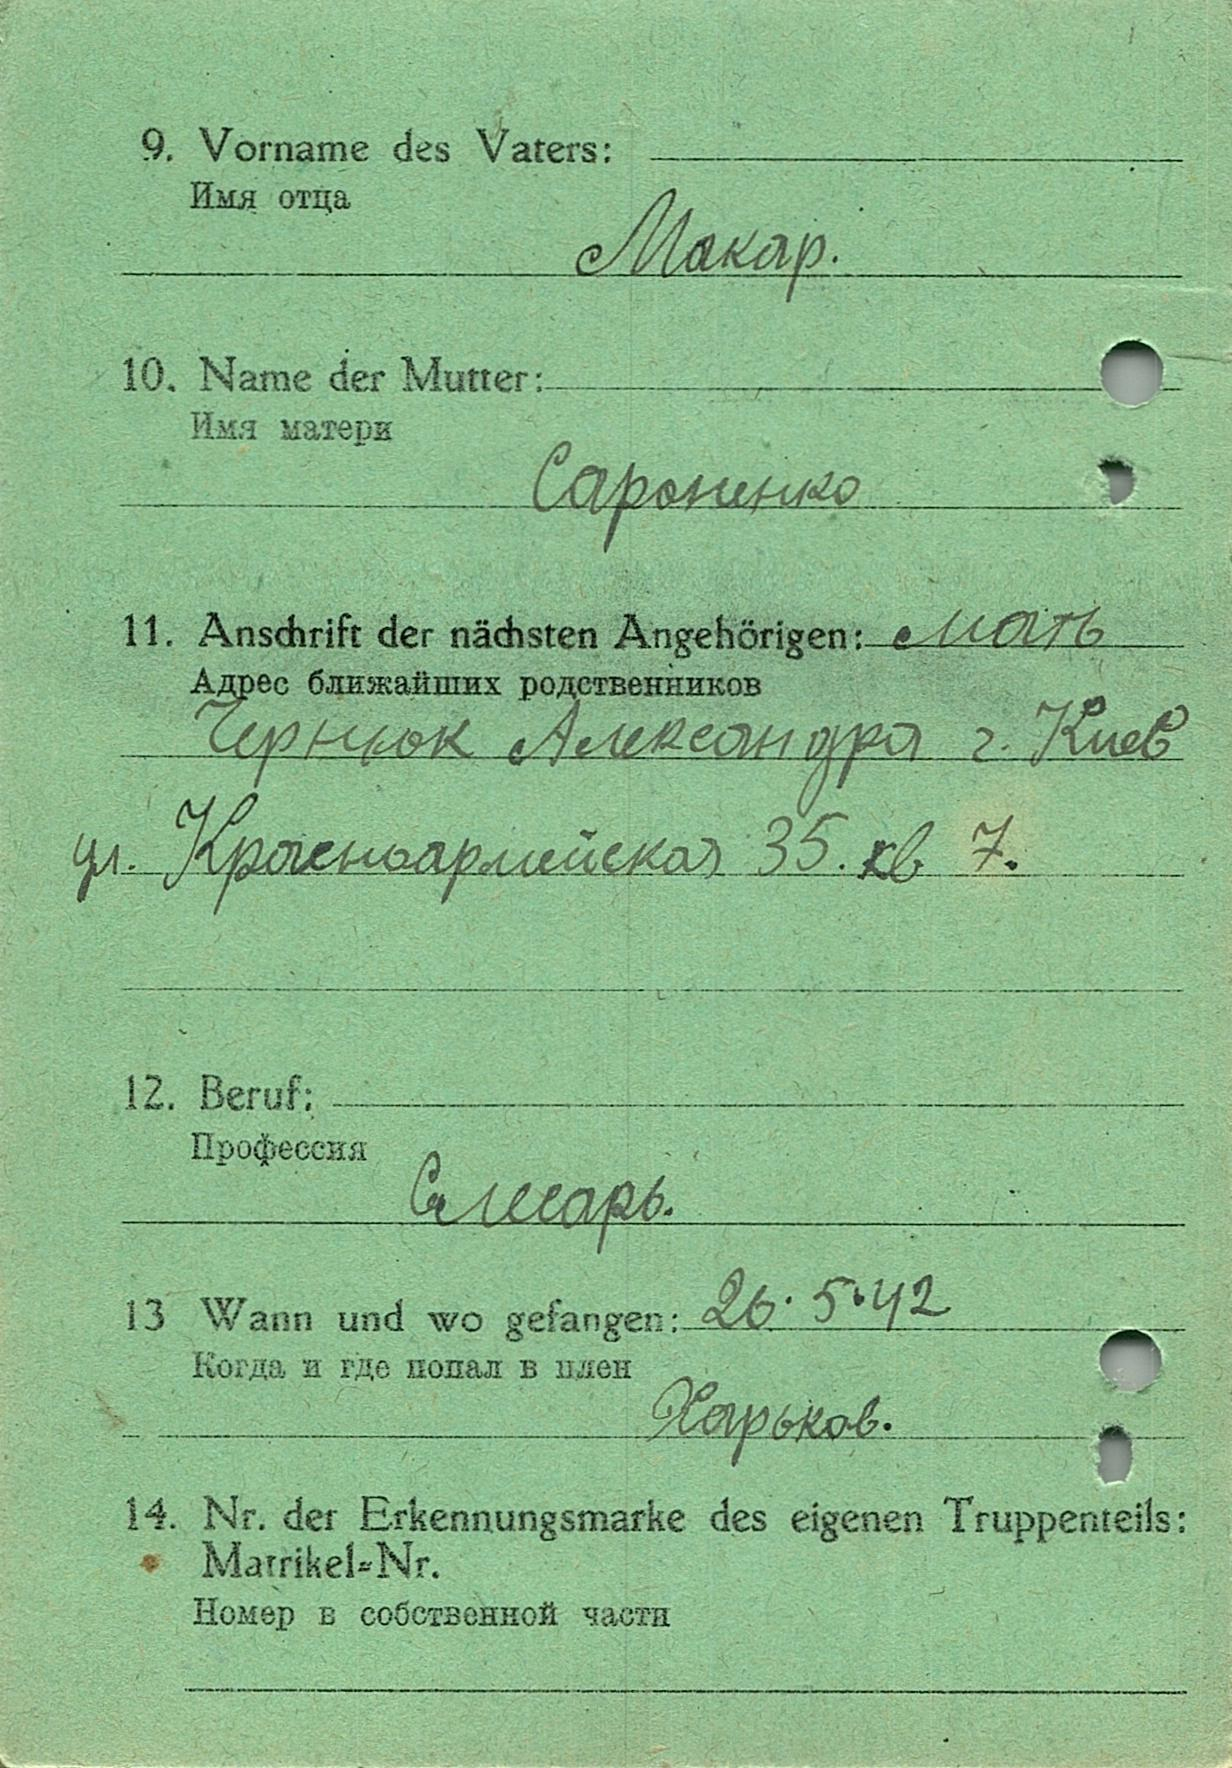 9. Vorname des Vaters:
Имя отца
Макар.
10. Name der Mutter:
Имя матери
Сароненко
11. Anschrift der nächsten Angehörigen: мать
Адрес ближайших родственников
Чернюк Александра г. Киев
ул. Красноармейская 35. кв 7.
12. Beruf:
Профессия
Слесарь.
13 Wann und wo gefangen: 26. 5. 42
Когда и где попал в плен
Харьков.
14. Nr. der Erkennungsmarke des eigenen Truppenteils:
Matrikel-Nr.
Номер в собственной части